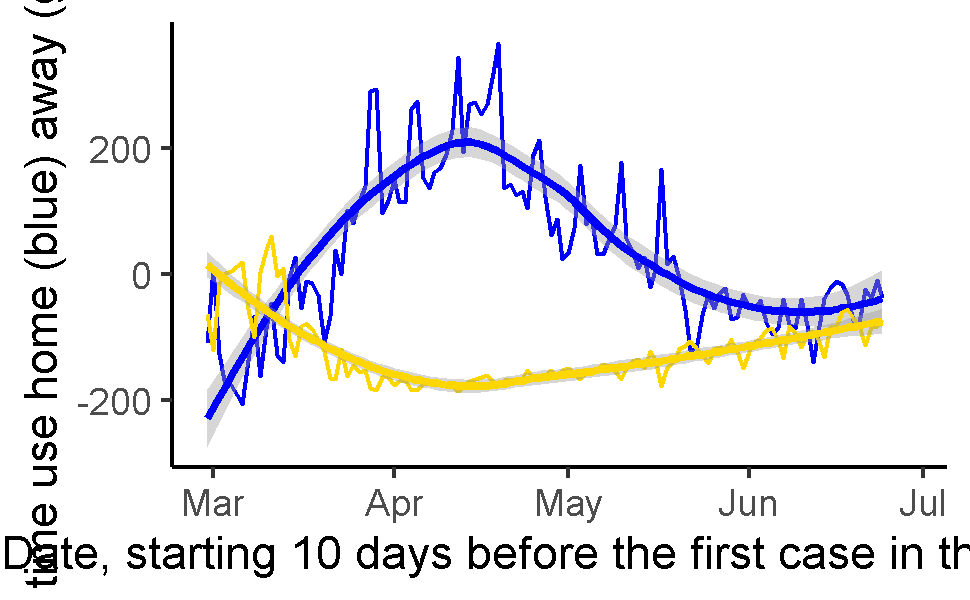 time use home (blue) away (
200
0
-200
Mar Apr May Jun Jul
Date, starting 10 days before the first case in th